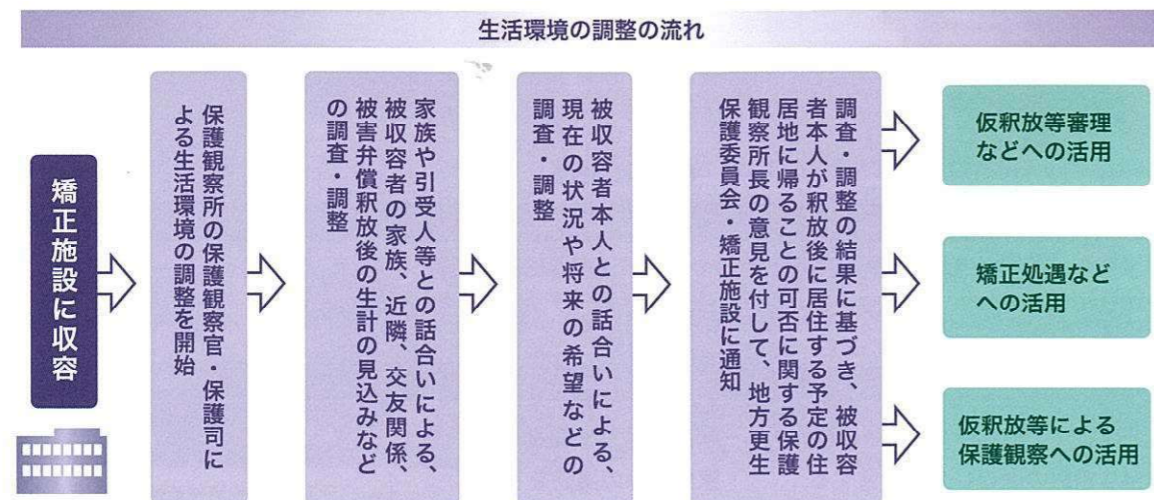 生活環境の調整の流れ
矯正施設に収容
保護観察所の保護観察官・保護司に
よる生活環境の調整を開始
家族や引受人等との話合いによる、
被収容者の家族、近隣、交友関係、
被害弁償釈放後の生計の見込みなど
の調査・調整
被収容者本人との話合いによる、
現在の状況や将来の希望などの
調査・調整
調査・調整の結果に基づき、被収容
者本人が釈放後に居住する予定の住
居地に帰ることの可否に関する保護
観察所長の意見を付して、地方更生
保護委員会・矯正施設に通知
仮釈放等審理
などへの活用
矯正処遇など
への活用
仮釈放等による
保護観察への活用